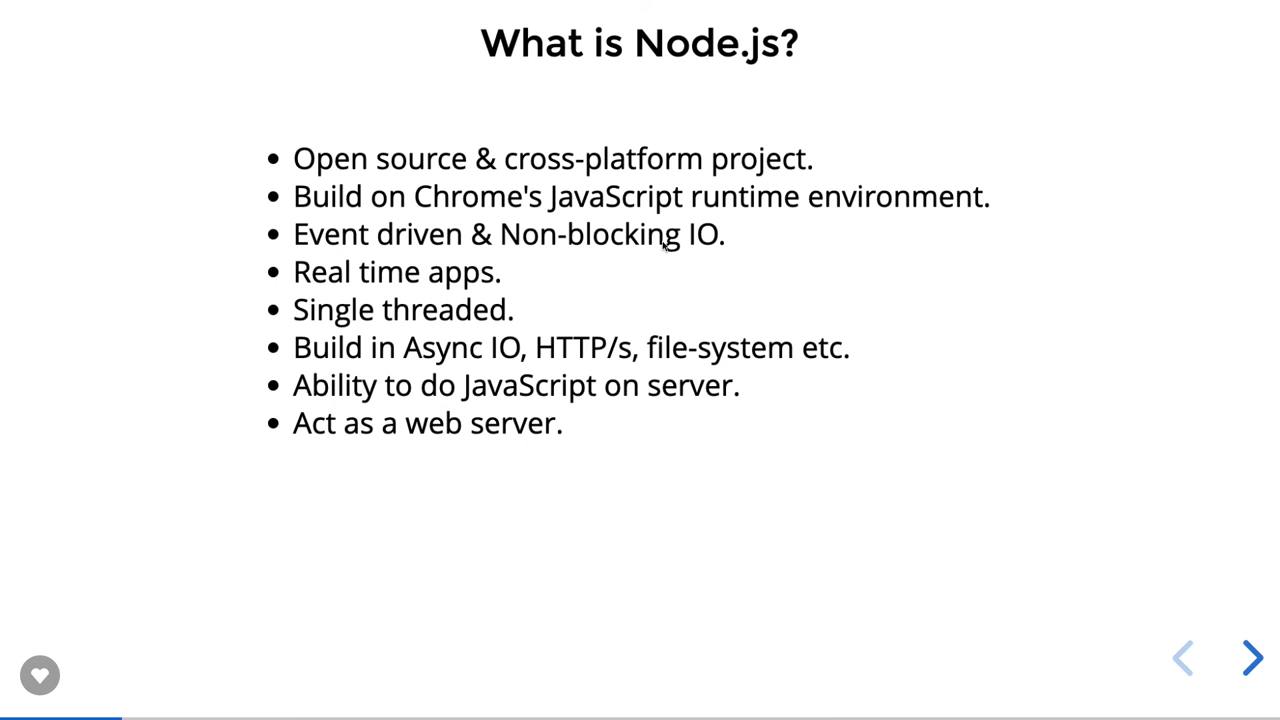 What is Node.js?
• Open source & cross-platform project.
• Build on Chrome's JavaScript runtime environment.
• Event driven & Non-blocking IO.
• Real time apps.
• Single threaded.
• Build in Async IO, HTTP/s, file-system etc.
• Ability to do JavaScript on server.
• Act as a web server.